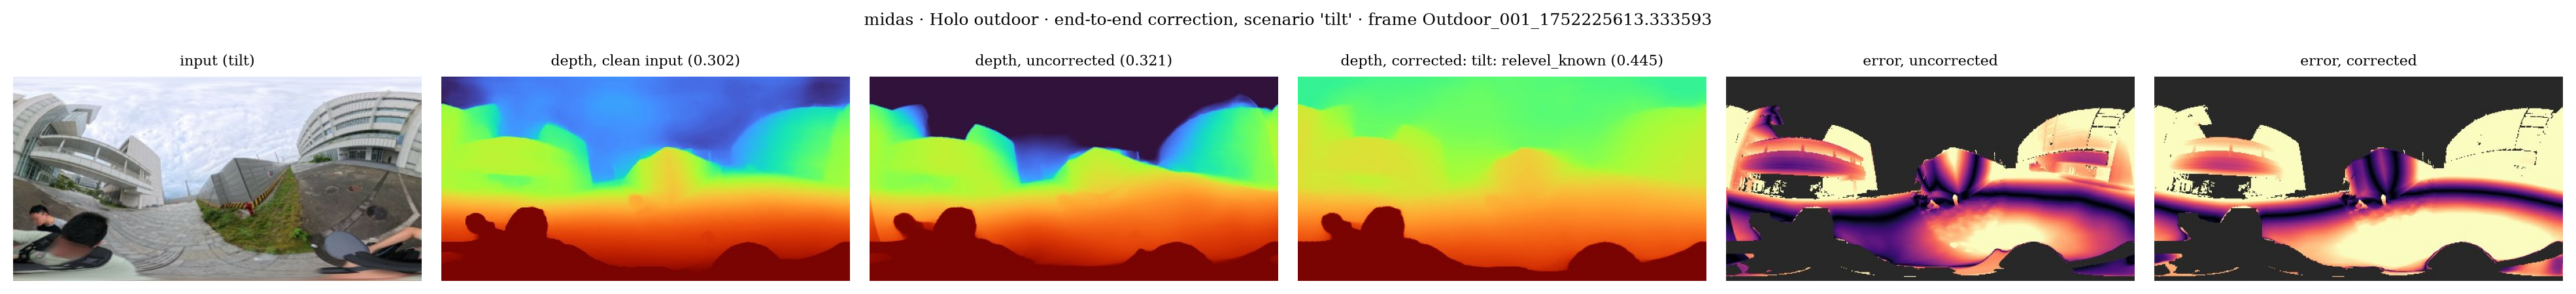 midas · Holo outdoor · end-to-end correction, scenario 'tilt' · frame Outdoor_001_1752225613.333593
input (tilt)
depth, clean input (0.302)
depth, uncorrected (0.321)
depth, corrected: tilt: relevel_known (0.445)
error, uncorrected
error, corrected